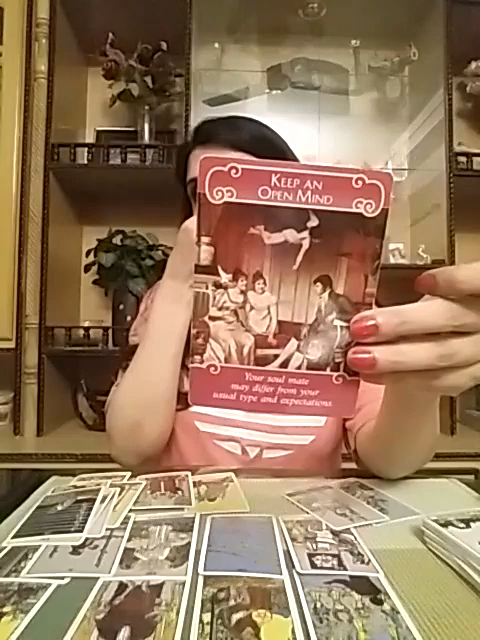 KEEP AN
OPEN MIND
Your soul mate
may differ from your
usual type and expectations.